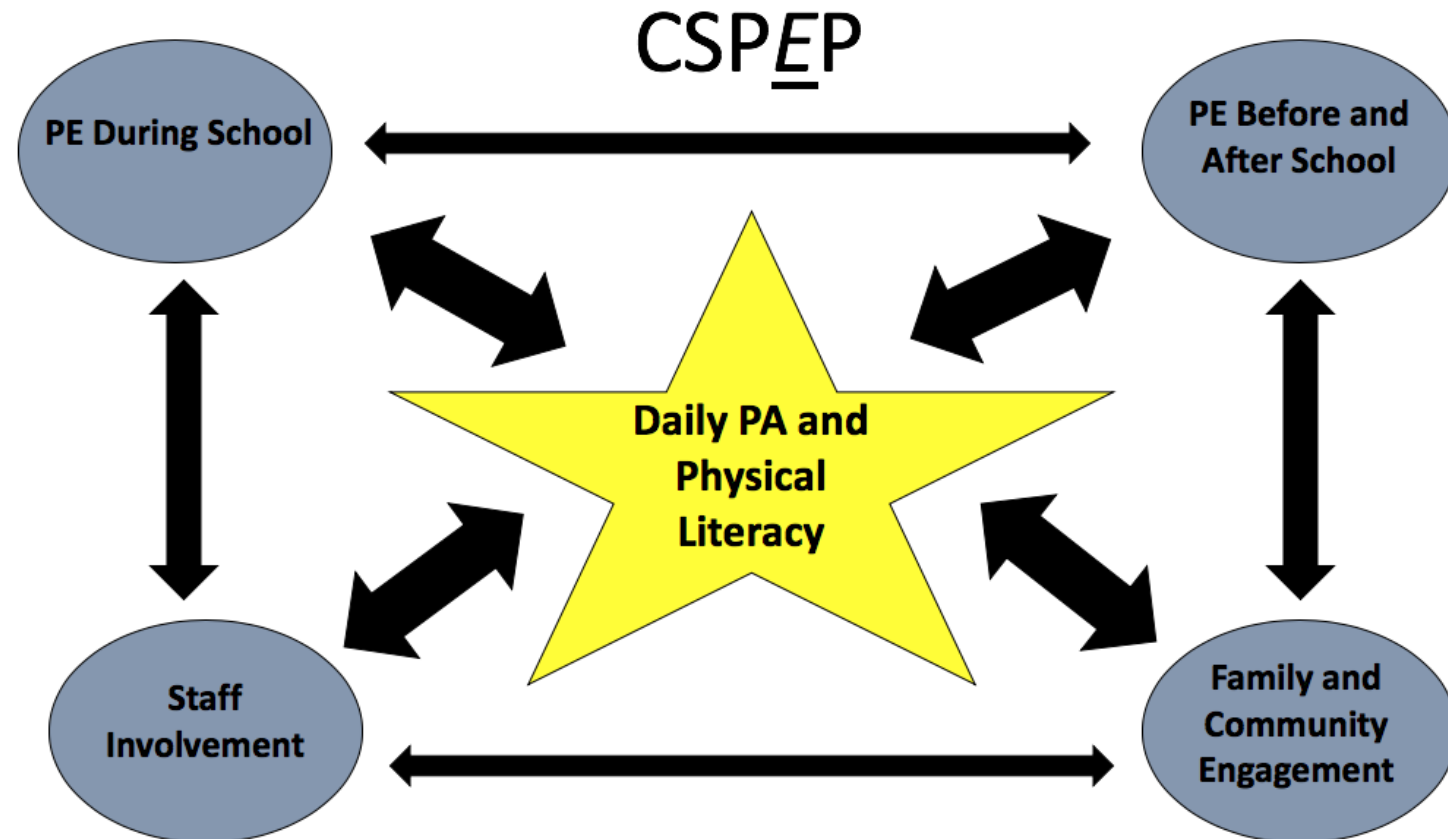 CSPEP
PE During School
PE Before and
After School
Daily PA and
Physical
Literacy
Staff
Involvement
Family and
Community
Engagement